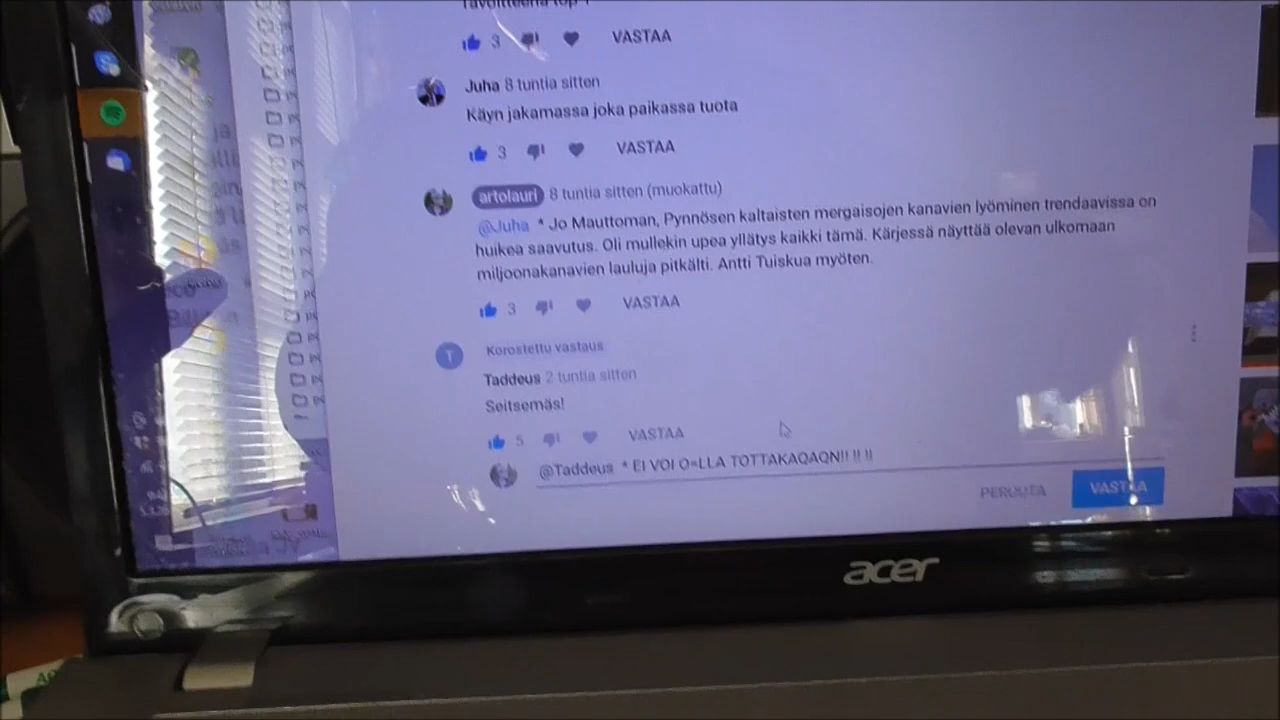 Tavoitteena top 1
3 VASTAA
Juha 8 tuntia sitten
Käyn jakamassa joka paikassa tuota
3 VASTAA
artolauri 8 tuntia sitten (muokattu)
@Juha * Jo Mauttoman, Pynnösen kaltaisten mergaisojen kanavien lyöminen trendaavissa on
huikea saavutus. Oli mullekin upea yllätys kaikki tämä. Kärjessä näyttää olevan ulkomaan
miljoonakanavien lauluja pitkälti. Antti Tuiskua myöten.
3 VASTAA
T Korostettu vastaus
Taddeus 2 tuntia sitten
Seitsemäs!
5 VASTAA
@Taddeus * EI VOI O=LLA TOTTAKAQAQN!! !! !!
PERUUTA VASTAA
acer